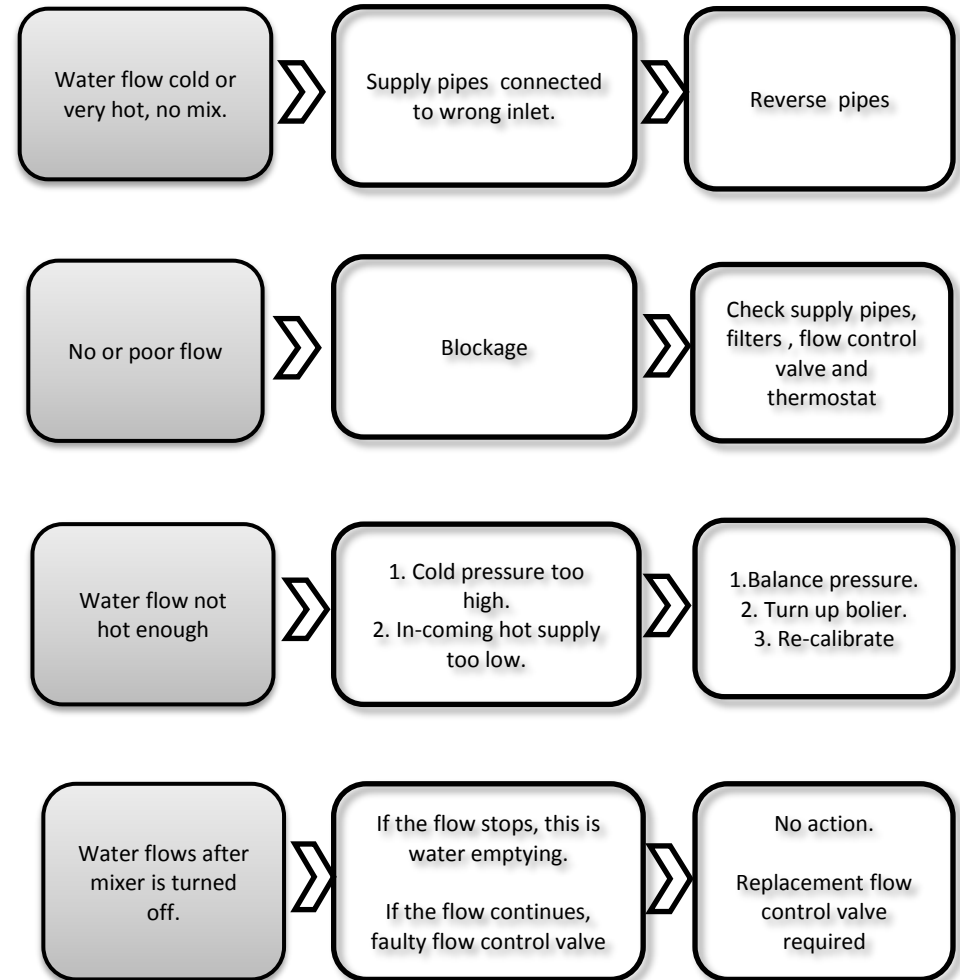 Water flow cold or
very hot, no mix.
Supply pipes connected
to wrong inlet.
Reverse pipes
No or poor flow
Blockage
Check supply pipes,
filters , flow control
valve and
thermostat
Water flow not
hot enough
1. Cold pressure too
high.
2. In-coming hot supply
too low.
1.Balance pressure.
2. Turn up bolier.
3. Re-calibrate
Water flows after
mixer is turned
off.
If the flow stops, this is
water emptying.
If the flow continues,
faulty flow control valve
No action.
Replacement flow
control valve
required